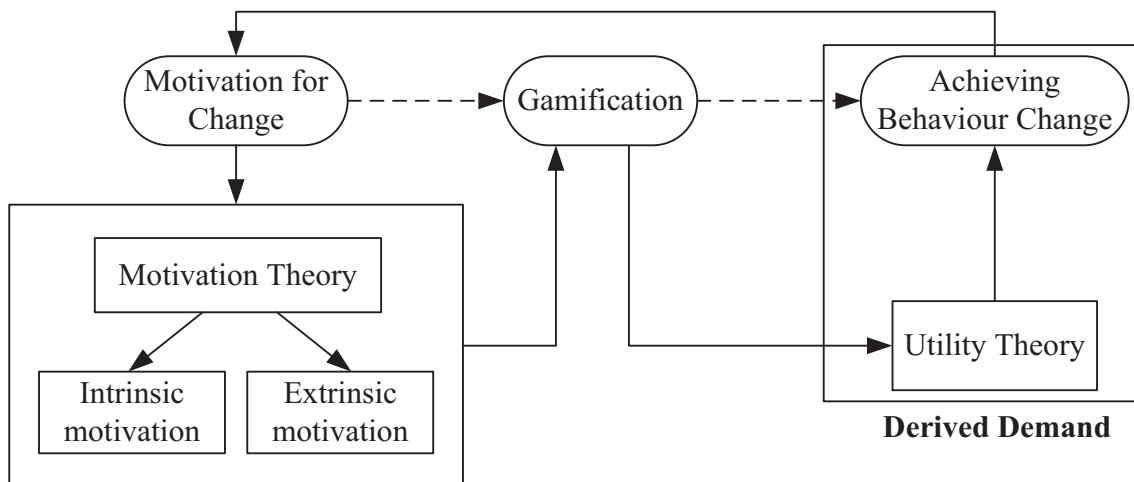 Motivation for
Change
Gamification
Achieving
Behaviour Change
Motivation Theory
Intrinsic
motivation
Extrinsic
motivation
Utility Theory
Derived Demand